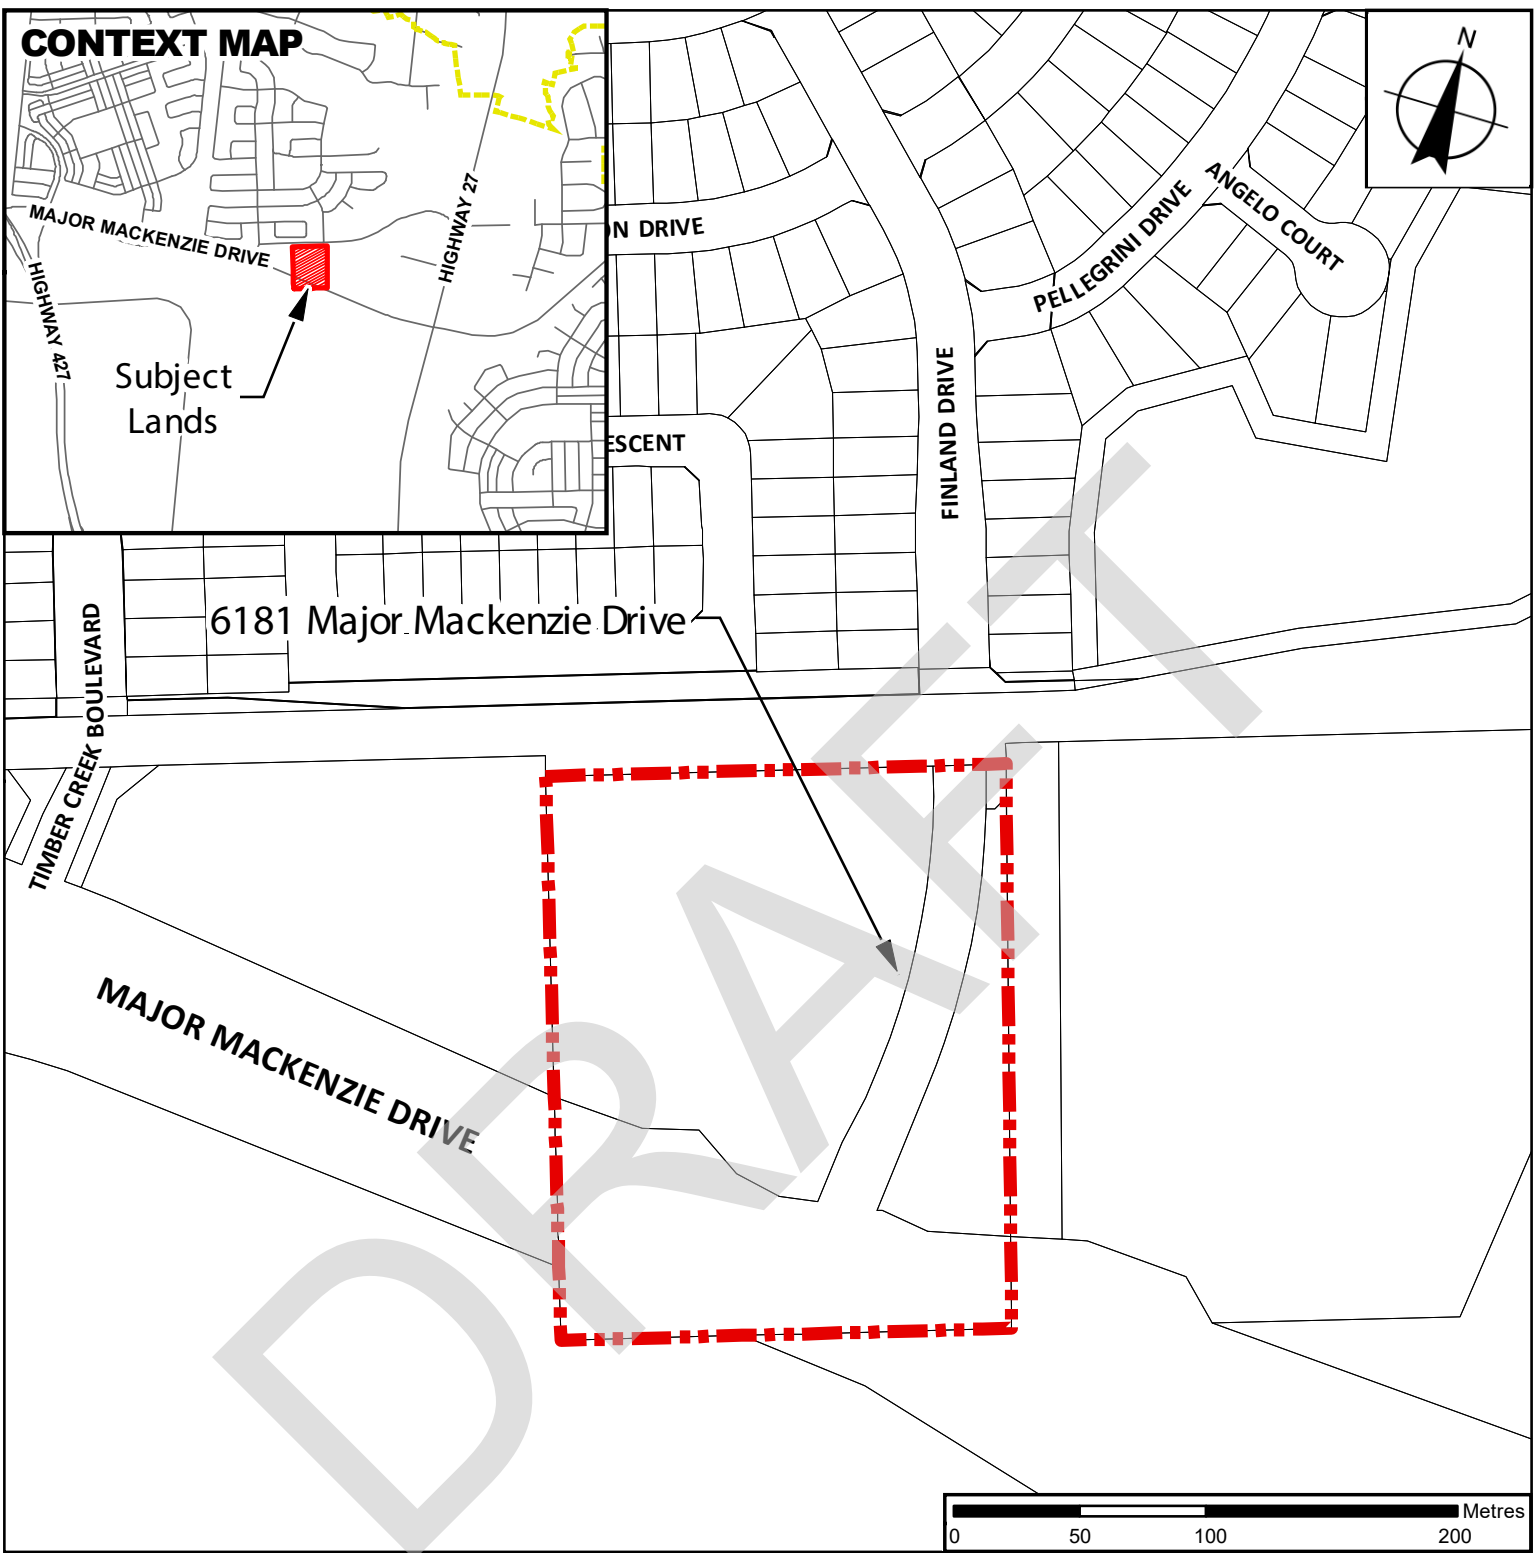 CONTEXT MAP
MAJOR MACKENZIE DRIVE
HIGHWAY 27
HIGHWAY 427
Subject
Lands
N
ON DRIVE
ANGELO COURT
PELLEGRINI DRIVE
FINLAND DRIVE
ESCENT
6181 Major Mackenzie Drive
TIMBER CREEK BOULEVARD
MAJOR MACKENZIE DRIVE
DRAFT
Metres
0 50 100 200